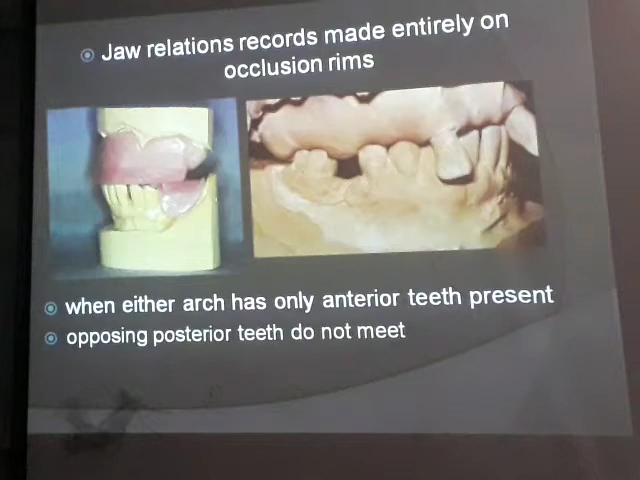 Jaw relations records made entirely on
occlusion rims
when either arch has only anterior teeth present
opposing posterior teeth do not meet